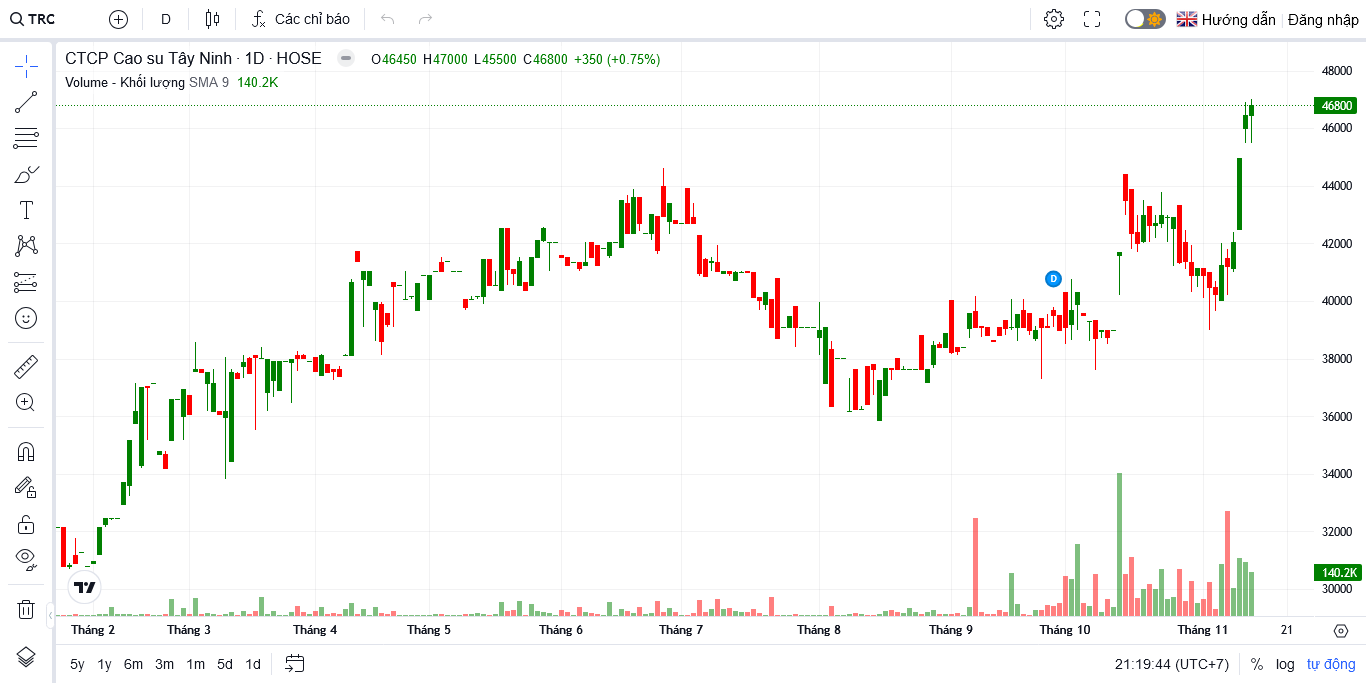 TRC D Các chỉ báo Hướng dẫn Đăng nhập
CTCP Cao su Tây Ninh · 1D · HOSE O46450 H47000 L45500 C46800 +350 (+0.75%)
Volume - Khối lượng SMA 9 140.2K
48000
46800
46000
44000
42000
D
40000
38000
36000
34000
32000
140.2K
30000
Tháng 2 Tháng 3 Tháng 4 Tháng 5 Tháng 6 Tháng 7 Tháng 8 Tháng 9 Tháng 10 Tháng 11 21
5y 1y 6m 3m 1m 5d 1d 21:19:44 (UTC+7) % log tự động